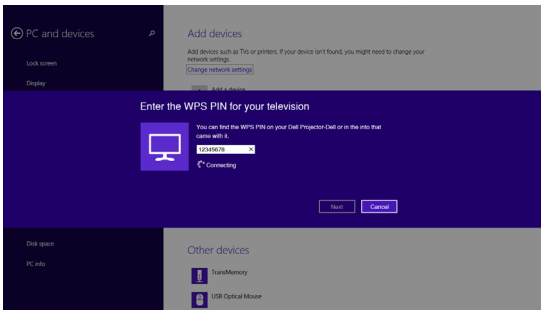 PC and devices
Lock screen
Display
Add devices
Add devices such as TVs or printers. If your device isn't found, you might need to change your
network settings.
Change network settings
Add a device
Enter the WPS PIN for your television
You can find the WPS PIN on your Dell Projector-Dell or in the into that
came with it.
12345678 ×
Connecting
Next Cancel
Disk space
PC info
Other devices
TransMemory
USB Optical Mouse